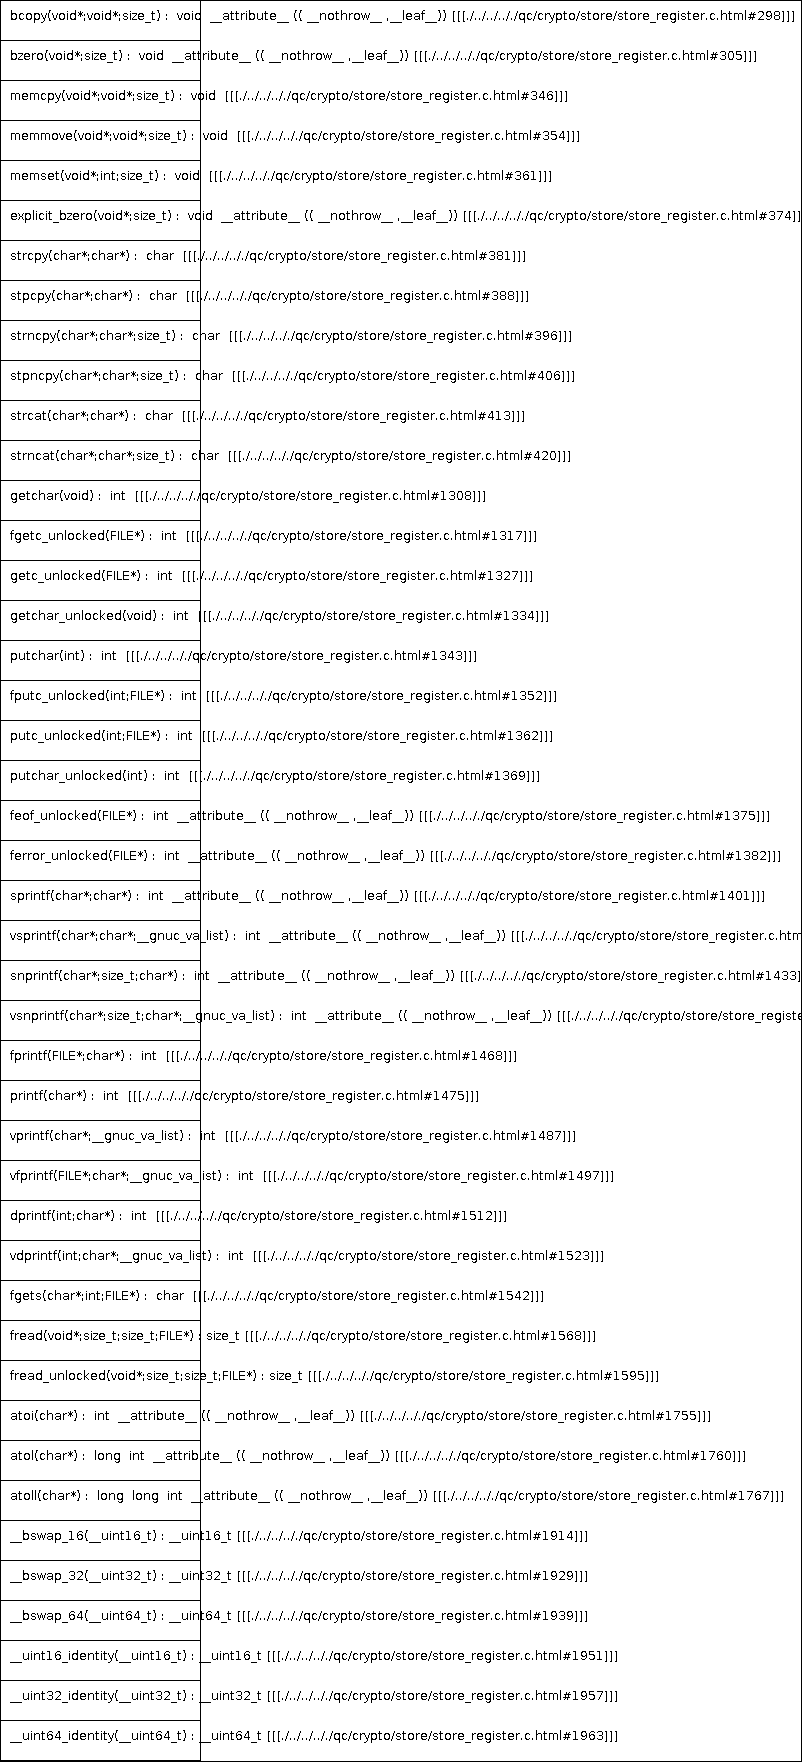 bcopy(void*;void*;size_t) : void __attribute__ (( __nothrow__ ,__leaf__)) [[[./../../../../qc/crypto/store/store_register.c.html#298]]]
bzero(void*;size_t) : void __attribute__ (( __nothrow__ ,__leaf__)) [[[./../../../../qc/crypto/store/store_register.c.html#305]]]
memcpy(void*;void*;size_t) : void [[[./../../../../qc/crypto/store/store_register.c.html#346]]]
memmove(void*;void*;size_t) : void [[[./../../../../qc/crypto/store/store_register.c.html#354]]]
memset(void*;int;size_t) : void [[[./../../../../qc/crypto/store/store_register.c.html#361]]]
explicit_bzero(void*;size_t) : void __attribute__ (( __nothrow__ ,__leaf__)) [[[./../../../../qc/crypto/store/store_register.c.html#374]]]
strcpy(char*;char*) : char [[[./../../../../qc/crypto/store/store_register.c.html#381]]]
stpcpy(char*;char*) : char [[[./../../../../qc/crypto/store/store_register.c.html#388]]]
strncpy(char*;char*;size_t) : char [[[./../../../../qc/crypto/store/store_register.c.html#396]]]
stpncpy(char*;char*;size_t) : char [[[./../../../../qc/crypto/store/store_register.c.html#406]]]
strcat(char*;char*) : char [[[./../../../../qc/crypto/store/store_register.c.html#413]]]
strncat(char*;char*;size_t) : char [[[./../../../../qc/crypto/store/store_register.c.html#420]]]
getchar(void) : int [[[./../../../../qc/crypto/store/store_register.c.html#1308]]]
fgetc_unlocked(FILE*) : int [[[./../../../../qc/crypto/store/store_register.c.html#1317]]]
getc_unlocked(FILE*) : int [[[./../../../../qc/crypto/store/store_register.c.html#1327]]]
getchar_unlocked(void) : int [[[./../../../../qc/crypto/store/store_register.c.html#1334]]]
putchar(int) : int [[[./../../../../qc/crypto/store/store_register.c.html#1343]]]
fputc_unlocked(int;FILE*) : int [[[./../../../../qc/crypto/store/store_register.c.html#1352]]]
putc_unlocked(int;FILE*) : int [[[./../../../../qc/crypto/store/store_register.c.html#1362]]]
putchar_unlocked(int) : int [[[./../../../../qc/crypto/store/store_register.c.html#1369]]]
feof_unlocked(FILE*) : int __attribute__ (( __nothrow__ ,__leaf__)) [[[./../../../../qc/crypto/store/store_register.c.html#1375]]]
ferror_unlocked(FILE*) : int __attribute__ (( __nothrow__ ,__leaf__)) [[[./../../../../qc/crypto/store/store_register.c.html#1382]]]
sprintf(char*;char*) : int __attribute__ (( __nothrow__ ,__leaf__)) [[[./../../../../qc/crypto/store/store_register.c.html#1401]]]
vsprintf(char*;char*;__gnuc_va_list) : int __attribute__ (( __nothrow__ ,__leaf__)) [[[./../../../../qc/crypto/store/store_register.c.htm
snprintf(char*;size_t;char*) : int __attribute__ (( __nothrow__ ,__leaf__)) [[[./../../../../qc/crypto/store/store_register.c.html#1433]
vsnprintf(char*;size_t;char*;__gnuc_va_list) : int __attribute__ (( __nothrow__ ,__leaf__)) [[[./../../../../qc/crypto/store/store_registe
fprintf(FILE*;char*) : int [[[./../../../../qc/crypto/store/store_register.c.html#1468]]]
printf(char*) : int [[[./../../../../qc/crypto/store/store_register.c.html#1475]]]
vprintf(char*;__gnuc_va_list) : int [[[./../../../../qc/crypto/store/store_register.c.html#1487]]]
vfprintf(FILE*;char*;__gnuc_va_list) : int [[[./../../../../qc/crypto/store/store_register.c.html#1497]]]
dprintf(int;char*) : int [[[./../../../../qc/crypto/store/store_register.c.html#1512]]]
vdprintf(int;char*;__gnuc_va_list) : int [[[./../../../../qc/crypto/store/store_register.c.html#1523]]]
fgets(char*;int;FILE*) : char [[[./../../../../qc/crypto/store/store_register.c.html#1542]]]
fread(void*;size_t;size_t;FILE*) : size_t [[[./../../../../qc/crypto/store/store_register.c.html#1568]]]
fread_unlocked(void*;size_t;size_t;FILE*) : size_t [[[./../../../../qc/crypto/store/store_register.c.html#1595]]]
atoi(char*) : int __attribute__ (( __nothrow__ ,__leaf__)) [[[./../../../../qc/crypto/store/store_register.c.html#1755]]]
atol(char*) : long int __attribute__ (( __nothrow__ ,__leaf__)) [[[./../../../../qc/crypto/store/store_register.c.html#1760]]]
atoll(char*) : long long int __attribute__ (( __nothrow__ ,__leaf__)) [[[./../../../../qc/crypto/store/store_register.c.html#1767]]]
__bswap_16(__uint16_t) : __uint16_t [[[./../../../../qc/crypto/store/store_register.c.html#1914]]]
__bswap_32(__uint32_t) : __uint32_t [[[./../../../../qc/crypto/store/store_register.c.html#1929]]]
__bswap_64(__uint64_t) : __uint64_t [[[./../../../../qc/crypto/store/store_register.c.html#1939]]]
__uint16_identity(__uint16_t) : __uint16_t [[[./../../../../qc/crypto/store/store_register.c.html#1951]]]
__uint32_identity(__uint32_t) : __uint32_t [[[./../../../../qc/crypto/store/store_register.c.html#1957]]]
__uint64_identity(__uint64_t) : __uint64_t [[[./../../../../qc/crypto/store/store_register.c.html#1963]]]